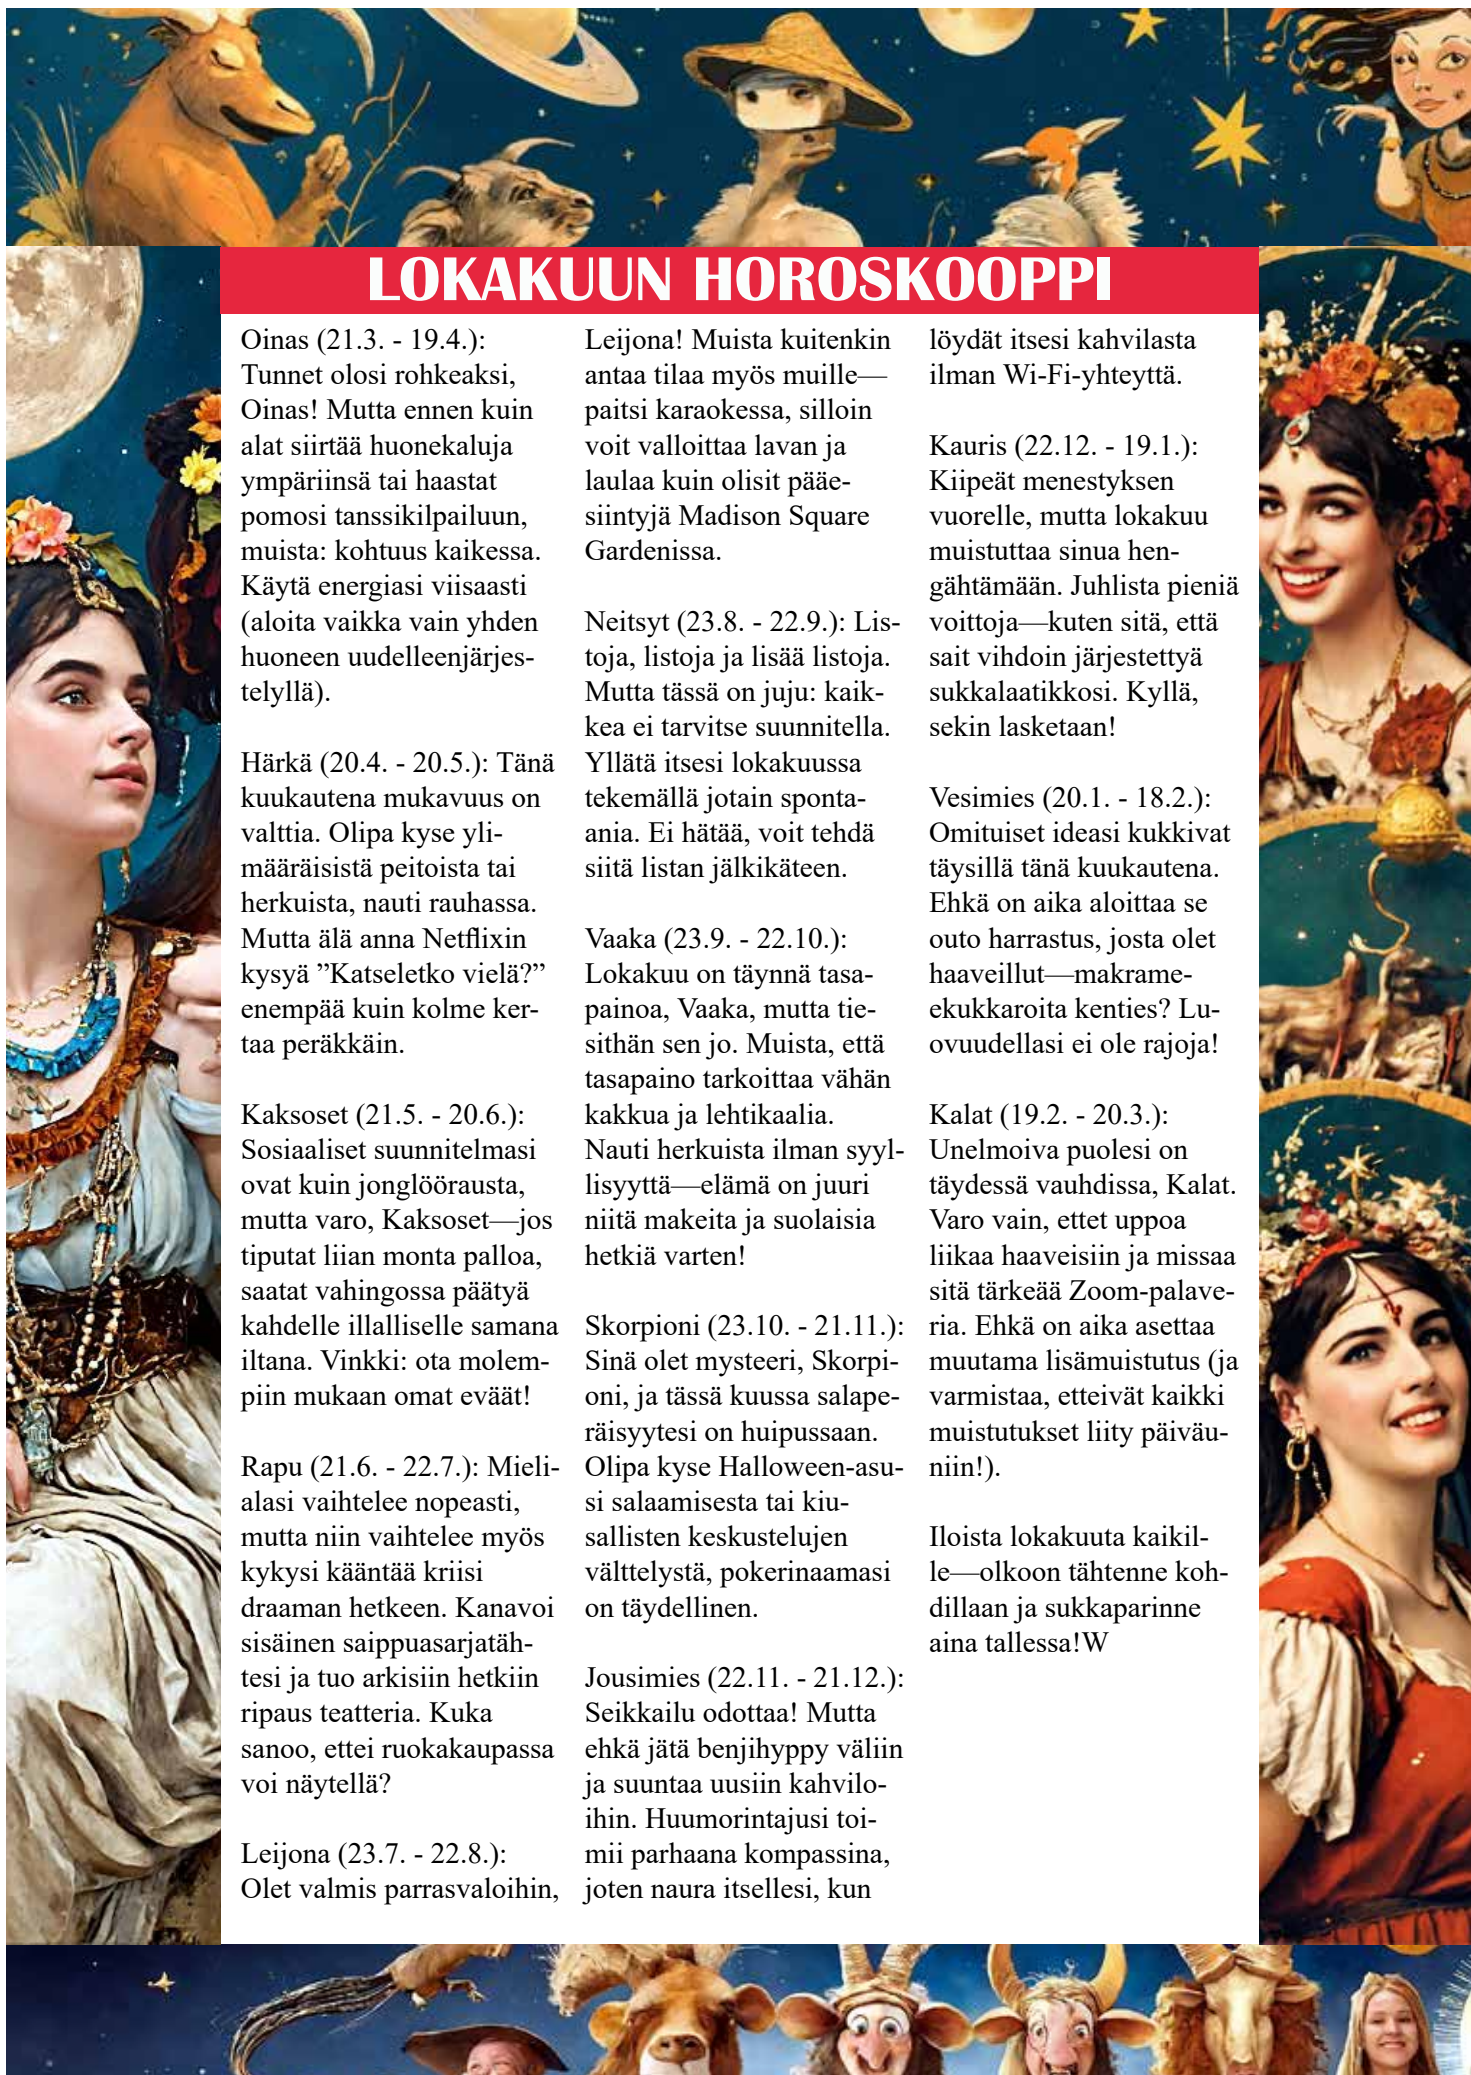 LOKAKUUN HOROSKOOPPI
Oinas (21.3. - 19.4.):
Tunnet olosi rohkeaksi,
Oinas! Mutta ennen kuin
alat siirtää huonekaluja
ympäriinsä tai haastat
pomosi tanssikilpailuun,
muista: kohtuus kaikessa.
Käytä energiasi viisaasti
(aloita vaikka vain yhden
huoneen uudelleenjärjes-
telyllä).
Härkä (20.4. - 20.5.): Tänä
kuukautena mukavuus on
valttia. Olipa kyse yli-
määräisistä peitoista tai
herkuista, nauti rauhassa.
Mutta älä anna Netflixin
kysyä ”Katseletko vielä?”
enempää kuin kolme ker-
taa peräkkäin.
Kaksoset (21.5. - 20.6.):
Sosiaaliset suunnitelmasi
ovat kuin jonglöörausta,
mutta varo, Kaksoset—jos
tiputat liian monta palloa,
saatat vahingossa päätyä
kahdelle illalliselle samana
iltana. Vinkki: ota molem-
piin mukaan omat eväät!
Rapu (21.6. - 22.7.): Mieli-
alasi vaihtelee nopeasti,
mutta niin vaihtelee myös
kykysi kääntää kriisi
draaman hetkeen. Kanavoi
sisäinen saippuasarjatäh-
tesi ja tuo arkisiin hetkiin
ripaus teatteria. Kuka
sanoo, ettei ruokakaupassa
voi näytellä?
Leijona (23.7. - 22.8.):
Olet valmis parrasvaloihin,
Leijona! Muista kuitenkin
antaa tilaa myös muille—
paitsi karaokessa, silloin
voit valloittaa lavan ja
laulaa kuin olisit pääe-
siintyjä Madison Square
Gardenissa.
Neitsyt (23.8. - 22.9.): Lis-
toja, listoja ja lisää listoja.
Mutta tässä on juju: kaik-
kea ei tarvitse suunnitella.
Yllätä itsesi lokakuussa
tekemällä jotain sponta-
ania. Ei hätää, voit tehdä
siitä listan jälkikäteen.
Vaaka (23.9. - 22.10.):
Lokakuu on täynnä tasa-
painoa, Vaaka, mutta tie-
sithän sen jo. Muista, että
tasapaino tarkoittaa vähän
kakkua ja lehtikaalia.
Nauti herkuista ilman syyl-
lisyyttä—elämä on juuri
niitä makeita ja suolaisia
hetkiä varten!
Skorpioni (23.10. - 21.11.):
Sinä olet mysteeri, Skorpi-
oni, ja tässä kuussa salape-
räisyytesi on huipussaan.
Olipa kyse Halloween-asu-
si salaamisesta tai kiu-
sallisten keskustelujen
välttelystä, pokerinaamasi
on täydellinen.
Jousimies (22.11. - 21.12.):
Seikkailu odottaa! Mutta
ehkä jätä benjihyppy väliin
ja suuntaa uusiin kahvilo-
ihin. Huumorintajusi toi-
mii parhaana kompassina,
joten naura itsellesi, kun
löydät itsesi kahvilasta
ilman Wi-Fi-yhteyttä.
Kauris (22.12. - 19.1.):
Kiipeät menestyksen
vuorelle, mutta lokakuu
muistuttaa sinua hen-
gähtämään. Juhlista pieniä
voittoja—kuten sitä, että
sait vihdoin järjestettyä
sukkalaatikkosi. Kyllä,
sekin lasketaan!
Vesimies (20.1. - 18.2.):
Omituiset ideasi kukkivat
täysillä tänä kuukautena.
Ehkä on aika aloittaa se
outo harrastus, josta olet
haaveillut—makrame-
ekukkaroita kenties? Lu-
ovuudellasi ei ole rajoja!
Kalat (19.2. - 20.3.):
Unelmoiva puolesi on
täydessä vauhdissa, Kalat.
Varo vain, ettet uppoa
liikaa haaveisiin ja missaa
sitä tärkeää Zoom-palave-
ria. Ehkä on aika asettaa
muutama lisämuistutus (ja
varmistaa, etteivät kaikki
muistutukset liity päiväu-
niin!).
Iloista lokakuuta kaikil-
le—olkoon tähtenne koh-
dillaan ja sukkaparinne
aina tallessa!W